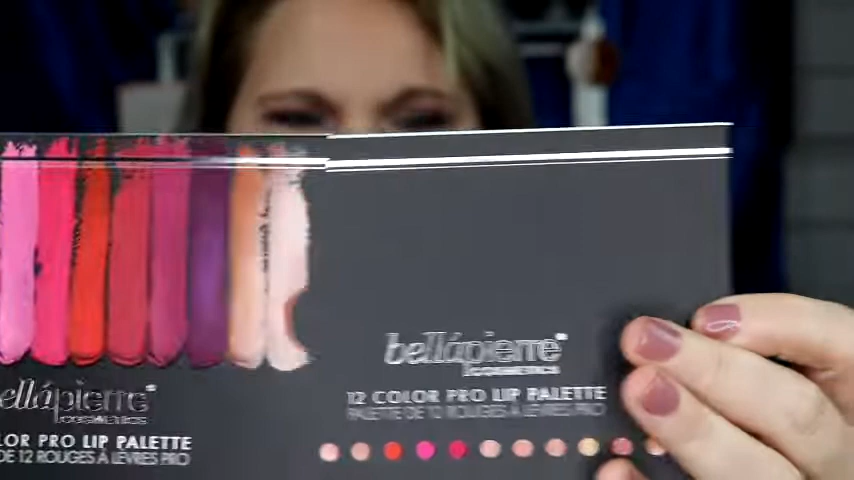 bellápierre
COSMETICS
12 COLOR PRO LIP PALETTE
PALETTE DE 12 ROUGES À LÈVRES PRO
ellápierre
COSMETICS
LOR PRO LIP PALETTE
DE 12 ROUGES À LÈVRES PRO